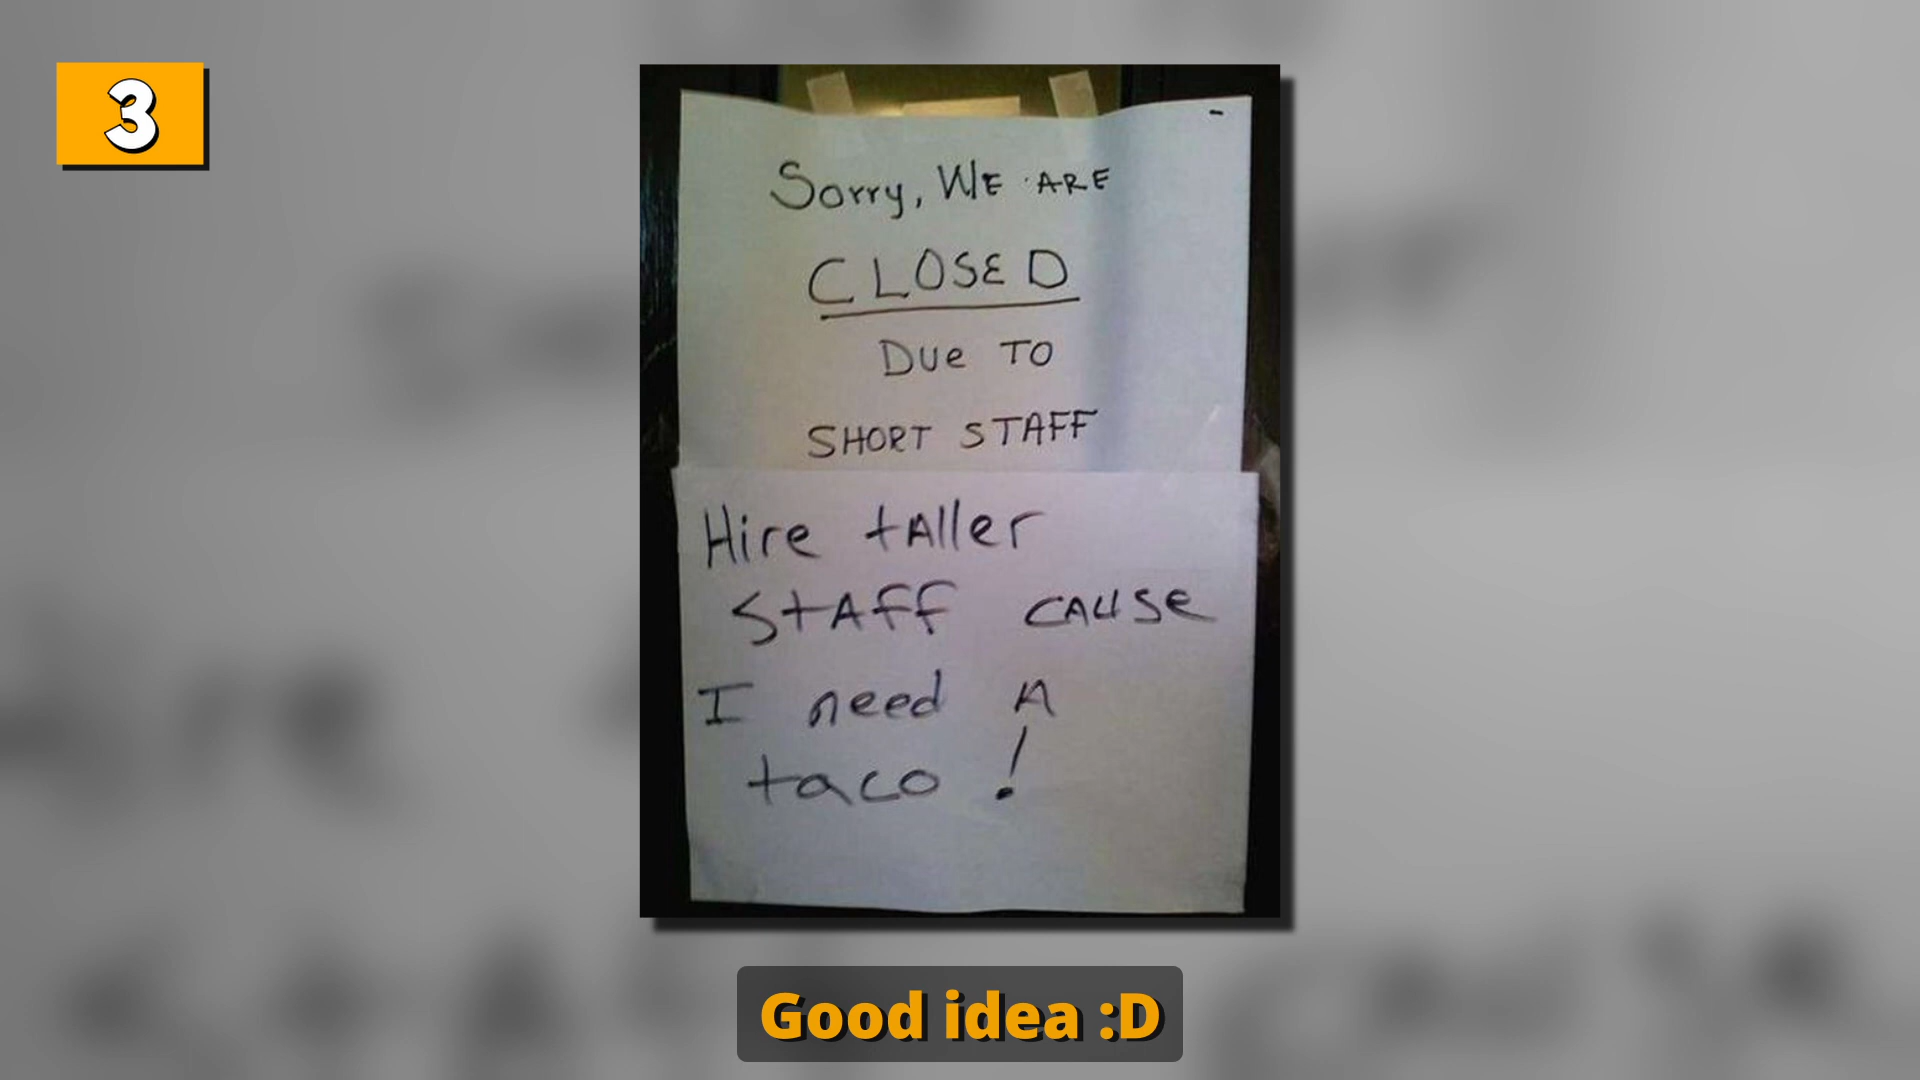 3
Sorry, WE ARE
CLOSED
Due TO
SHORT STAFF
Hire tAller
StAff cAuse
I need A
taco!
Good idea :D